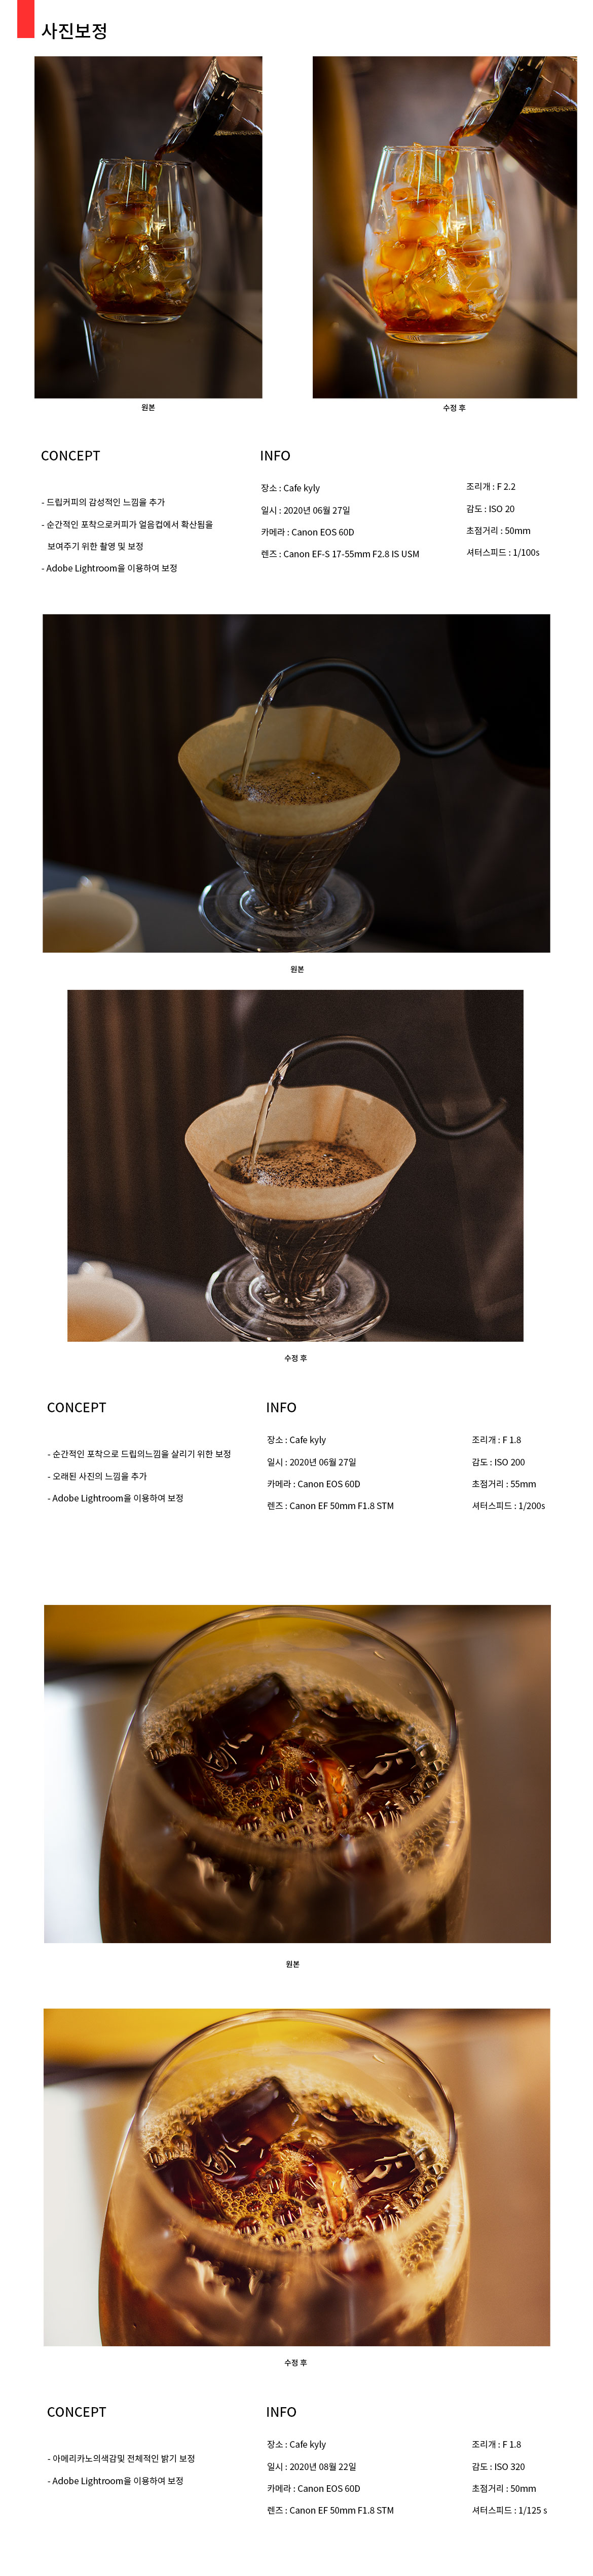 사진보정
원본
수정 후
CONCEPT
- 드립커피의 감성적인 느낌을 추가
- 순간적인 포착으로커피가 얼음컵에서 확산됨을
보여주기 위한 촬영 및 보정
- Adobe Lightroom을 이용하여 보정
INFO
장소 : Cafe kyly
일시 : 2020년 06월 27일
카메라 : Canon EOS 60D
렌즈 : Canon EF-S 17-55mm F2.8 IS USM
조리개 : F 2.2
감도 : ISO 20
초점거리 : 50mm
셔터스피드 : 1/100s
원본
수정 후
CONCEPT
- 순간적인 포착으로 드립의느낌을 살리기 위한 보정
- 오래된 사진의 느낌을 추가
- Adobe Lightroom을 이용하여 보정
INFO
장소 : Cafe kyly
일시 : 2020년 06월 27일
카메라 : Canon EOS 60D
렌즈 : Canon EF 50mm F1.8 STM
조리개 : F 1.8
감도 : ISO 200
초점거리 : 55mm
셔터스피드 : 1/200s
원본
수정 후
CONCEPT
- 아메리카노의색감및 전체적인 밝기 보정
- Adobe Lightroom을 이용하여 보정
INFO
장소 : Cafe kyly
일시 : 2020년 08월 22일
카메라 : Canon EOS 60D
렌즈 : Canon EF 50mm F1.8 STM
조리개 : F 1.8
감도 : ISO 320
초점거리 : 50mm
셔터스피드 : 1/125 s